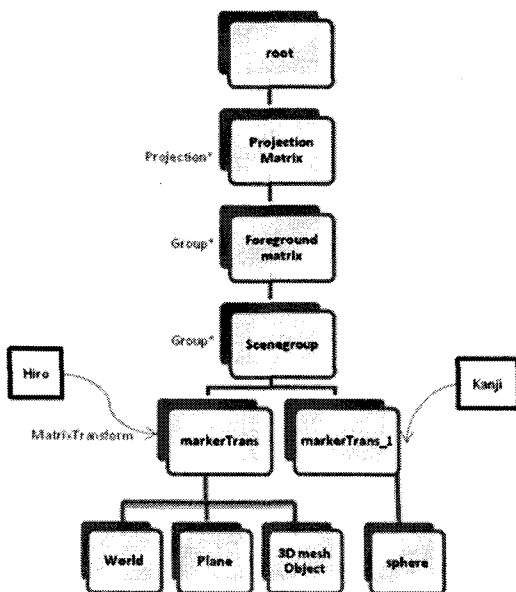 root
Projection*
Projection
Matrix
Group*
Foreground
matrix
Group*
Scenegroup
Hiro
Kanji
MatrixTransform
markerTrans
markerTrans_1
World
Plane
3D mesh
Object
sphere